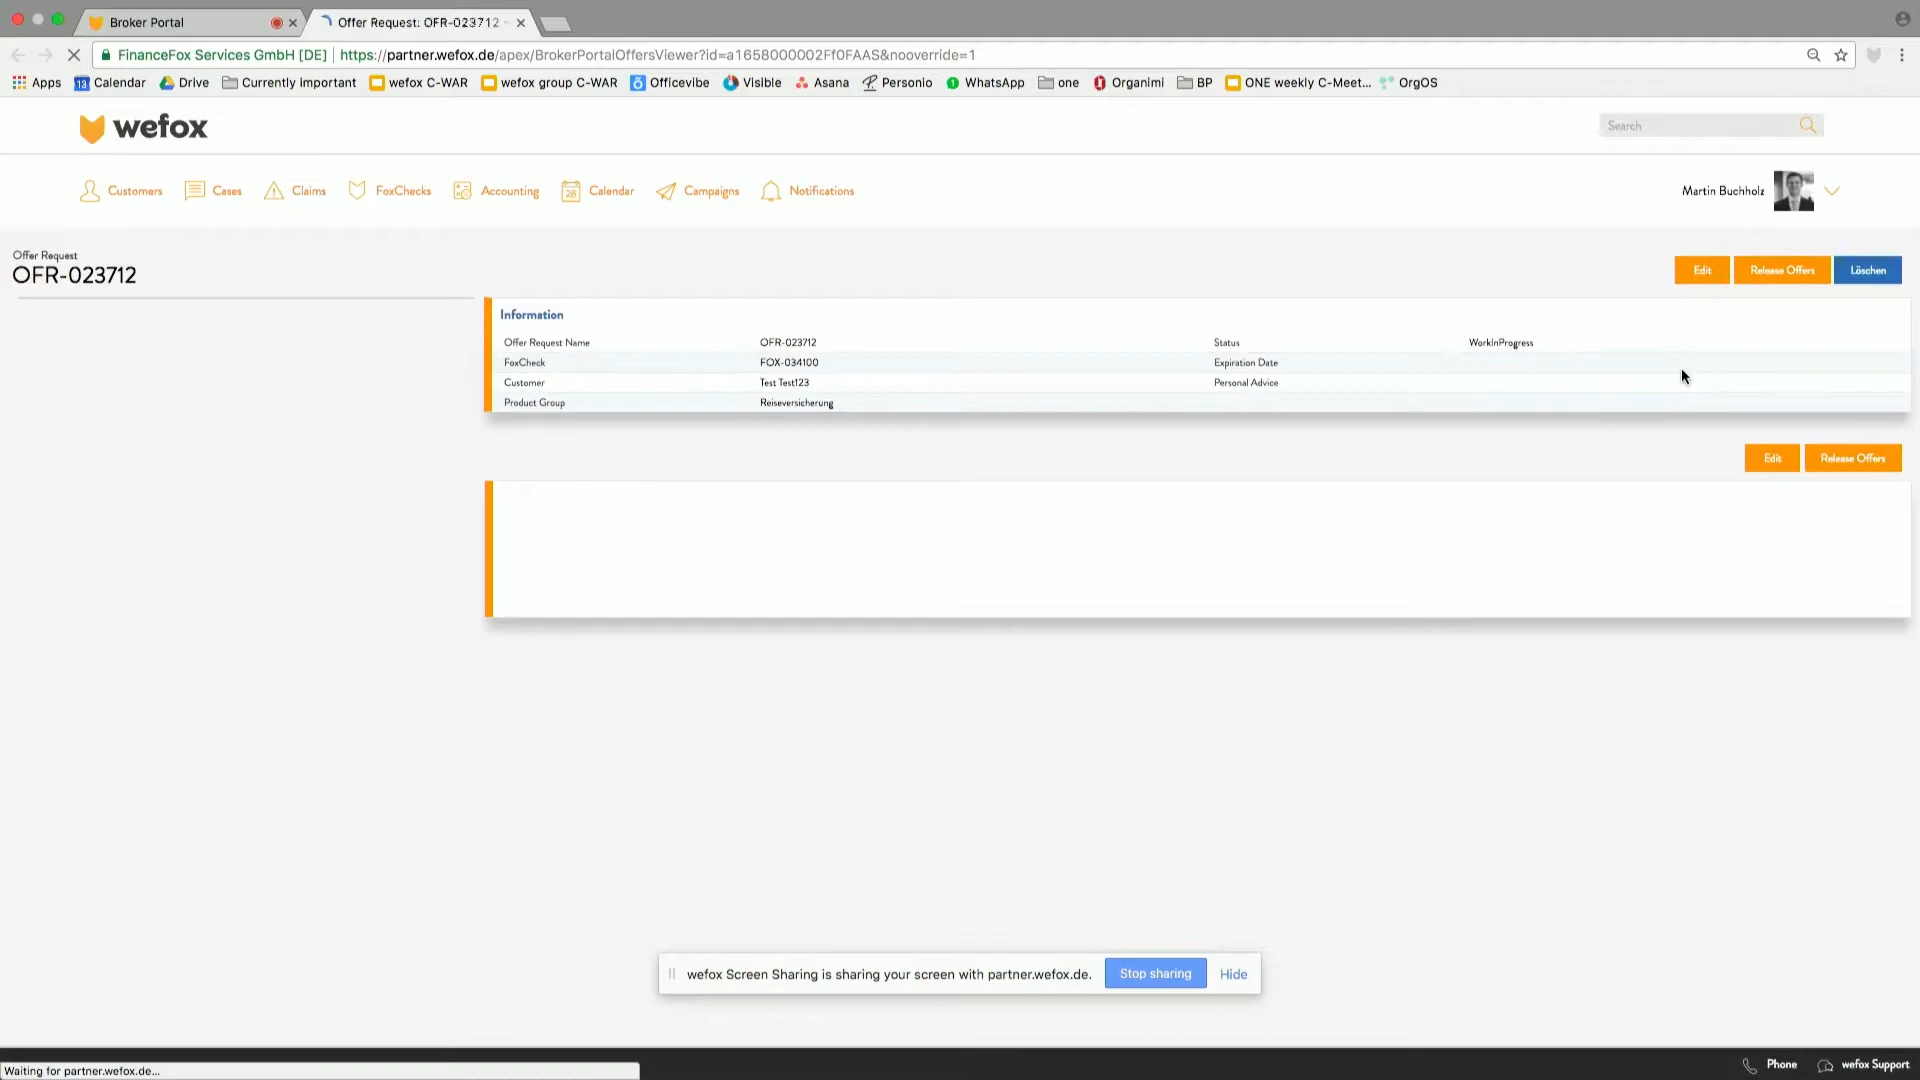 Broker Portal
Offer Request: OFR-023712
FinanceFox Services GmbH [DE] https://partner.wefox.de/apex/BrokerPortalOffersViewer?id=a1658000002Ff0FAAS&nooverride=1
Apps 13 Calendar Drive Currently important wefox C-WAR wefox group C-WAR Officevibe Visible Asana Personio WhatsApp one Organimi BP ONE weekly C-Meet... OrgOS
wefox
Search
Customers Cases Claims FoxChecks Accounting 28 Calendar Campaigns Notifications
Martin Buchholz
Offer Request
OFR-023712
Edit Release Offers Löschen
Information
Offer Request Name OFR-023712 Status WorkInProgress
FoxCheck FOX-034100 Expiration Date
Customer Test Test123 Personal Advice
Product Group Reiseversicherung
Edit Release Offers
wefox Screen Sharing is sharing your screen with partner.wefox.de. Stop sharing Hide
Waiting for partner.wefox.de...
Phone wefox Support